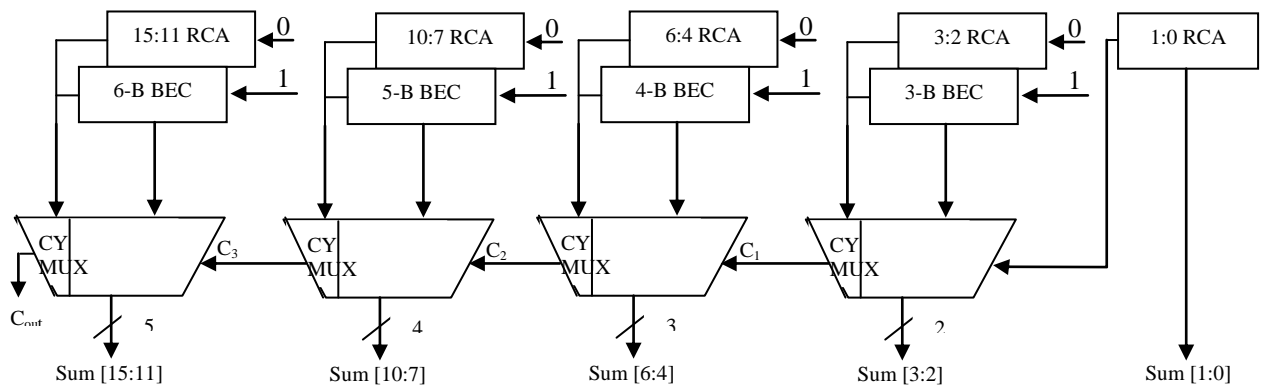 15:11 RCA
0
10:7 RCA
0
6:4 RCA
0
3:2 RCA
0
1:0 RCA
6-B BEC
1
5-B BEC
1
4-B BEC
1
3-B BEC
1
CY
MUX
C3
CY
MUX
C2
CY
MUX
C1
CY
MUX
Cout
5
4
3
2
Sum [15:11]
Sum [10:7]
Sum [6:4]
Sum [3:2]
Sum [1:0]